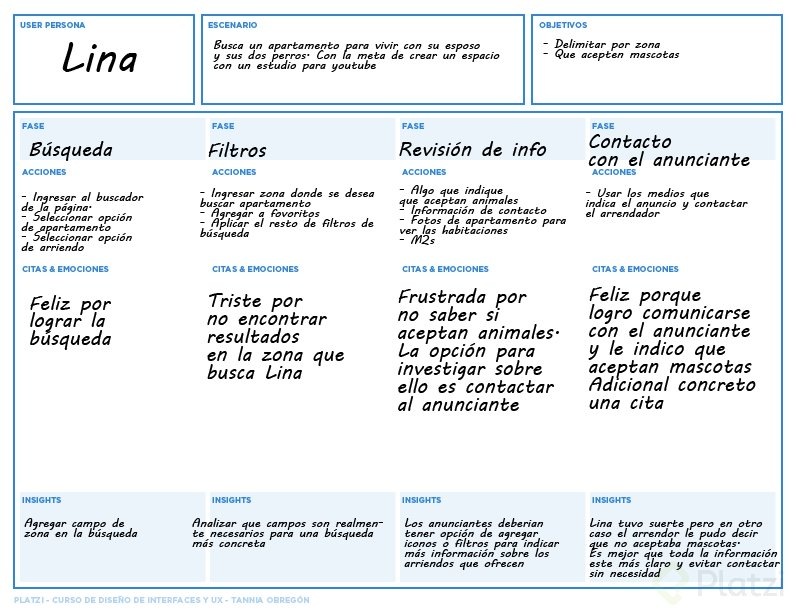 USER PERSONA
Lina
ESCENARIO
Busca un apartamento para vivir con su esposo
y sus dos perros. Con la meta de crear un espacio
con un estudio para youtube
OBJETIVOS
- Delimitar por zona
- Que acepten mascotas
FASE
Búsqueda
ACCIONES
- Ingresar al buscador
de la página.
- Seleccionar opción
de apartamento
- Seleccionar opción
de arriendo
CITAS & EMOCIONES
Feliz por
lograr la
búsqueda
INSIGHTS
Agregar campo de
zona en la búsqueda
FASE
Filtros
ACCIONES
- Ingresar zona donde se desea
buscar apartamento
- Agregar a favoritos
- Aplicar el resto de filtros de
búsqueda
CITAS & EMOCIONES
Triste por
no encontrar
resultados
en la zona que
busca Lina
INSIGHTS
Analizar que campos son realmen-
te necesarios para una búsqueda
más concreta
FASE
Revisión de info
ACCIONES
- Algo que indique
que aceptan animales
- Información de contacto
- Fotos de apartamento para
ver las habitaciones
- M2s
CITAS & EMOCIONES
Frustrada por
no saber si
aceptan animales.
La opción para
investigar sobre
ello es contactar
al anunciante
INSIGHTS
Los anunciantes deberian
tener opción de agregar
iconos o filtros para indicar
más información sobre los
arriendos que ofrecen
FASE
Contacto
con el anunciante
ACCIONES
- Usar los medios que
indica el anuncio y contactar
el arrendador
CITAS & EMOCIONES
Feliz porque
logro comunicarse
con el anunciante
y le indico que
aceptan mascotas
Adicional concreto
una cita
INSIGHTS
Lina tuvo suerte pero en otro
caso el arrendor le pudo decir
que no aceptaba mascotas.
Es mejor que toda la información
este más claro y evitar contactar
sin necesidad
Platzi
PLATZI - CURSO DE DISEÑO DE INTERFACES Y UX - TANNIA OBREGÓN